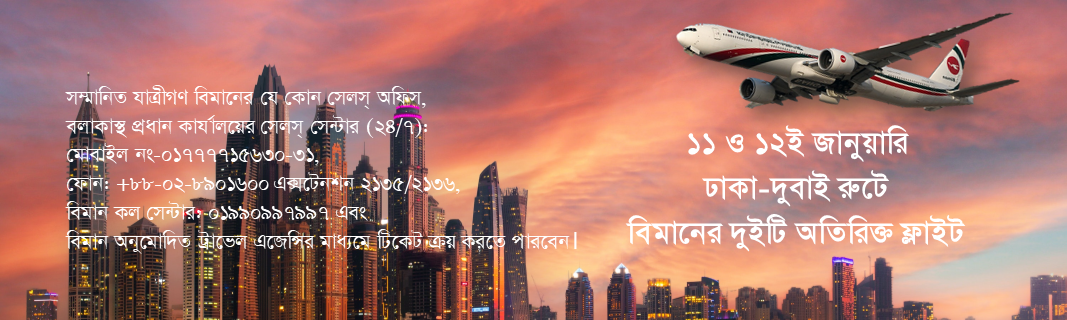 সম্মানিত যাত্রীগণ বিমানের যে কোন সেলস্ অফিস,
বলাকাস্থ প্রধান কার্যালয়ের সেলস্ সেন্টার (২৪/৭):
মোবাইল নং-০১৭৭৭৭১৫৬৩০-৩১,
ফোন: +৮৮-০২-৮৯০১৬০০ এক্সটেনশন ২১৩৫/২১৩৬,
বিমান কল সেন্টার: ০১৯৯০৯৯৭৯৯৭ এবং
বিমান অনুমোদিত ট্রাভেল এজেন্সির মাধ্যমে টিকেট ক্রয় করতে পারবেন।
১১ ও ১২ই জানুয়ারি
ঢাকা-দুবাই রুটে
বিমানের দুইটি অতিরিক্ত ফ্লাইট